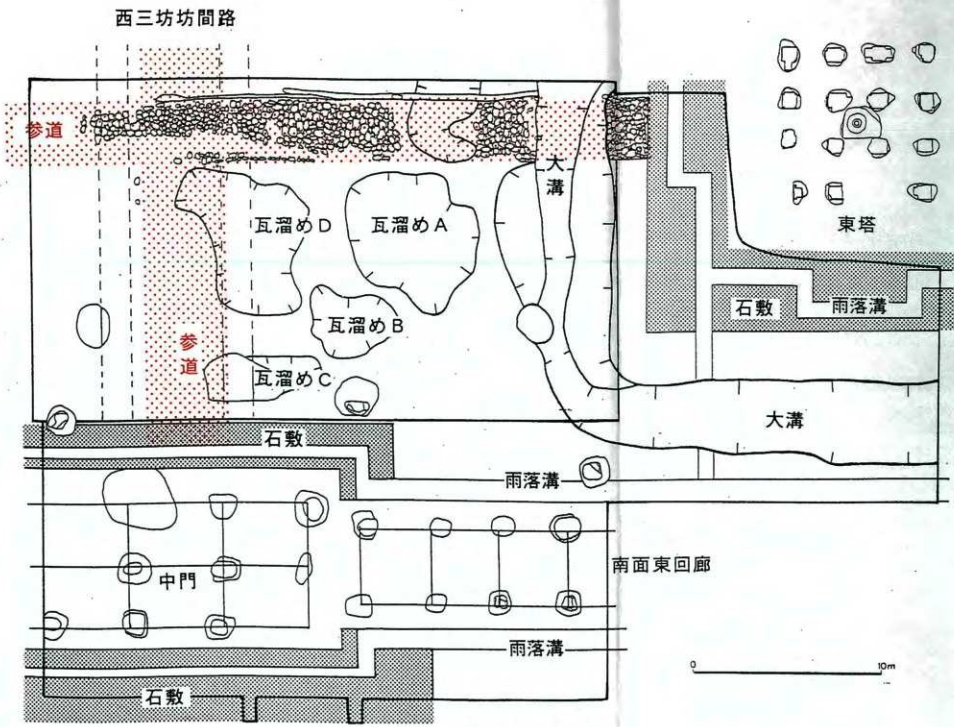 西三坊坊間路
参道
大溝
東塔
瓦溜めD
瓦溜めA
石敷
雨落溝
瓦溜めB
参道
瓦溜めC
大溝
石敷
雨落溝
中門
南面東回廊
雨落溝
石敷
0 10m